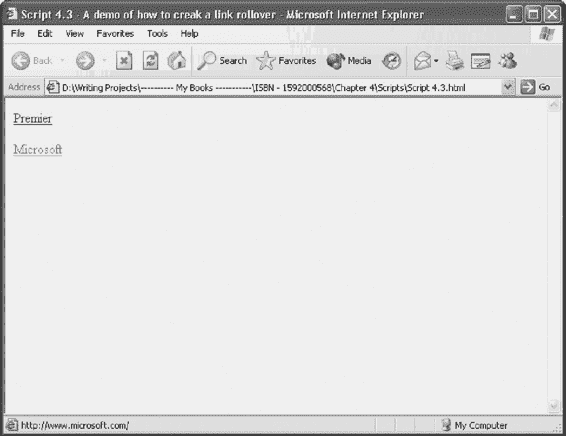 Script 4.3 - A demo of how to creak a link rollover - Microsoft Internet Explorer
File Edit View Favorites Tools Help
Back Search Favorites Media
Address D:\Writing Projects\---------- My Books -----------\ISBN - 1592000568\Chapter 4\Scripts\Script 4.3.html Go
Premier
Microsoft
http://www.microsoft.com/ My Computer